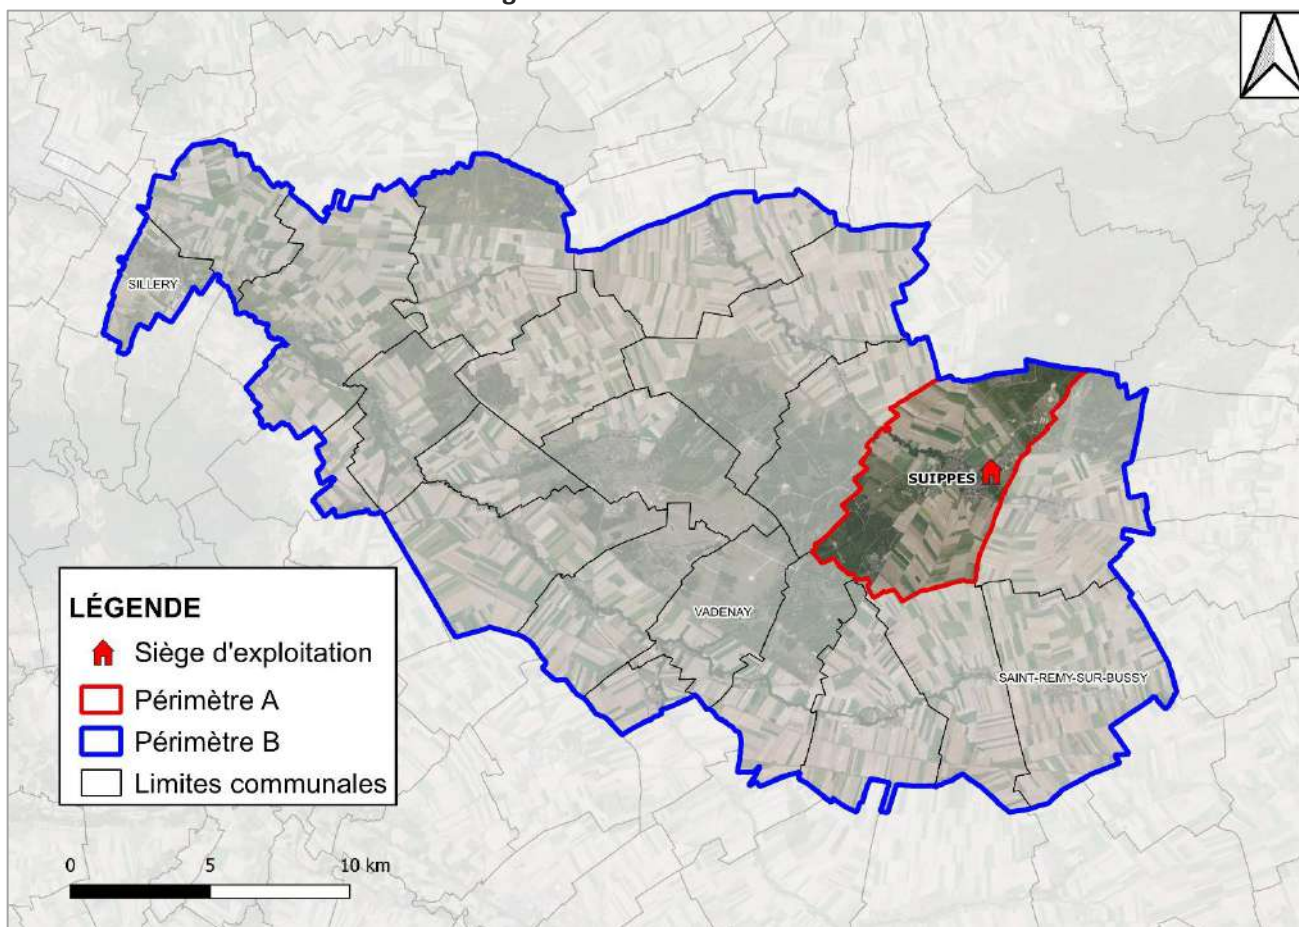 SILLERY
SUIPPES
VADENAY
SAINT-REMY-SUR-BUSSY
LÉGENDE
Siège d'exploitation
Périmètre A
Périmètre B
Limites communales
0 5 10 km